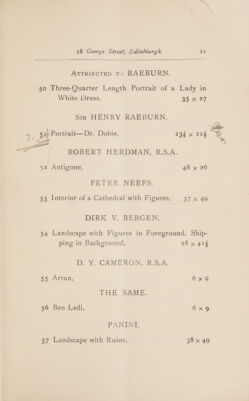 18 George Street, Edinburgh. 11
ATTRIBUTED TO RAEBURN.
50 Three-Quarter Length Portrait of a Lady in
White Dress. 35 x 27
SIR HENRY RAEBURN.
51 Portrait—Dr. Dobie. 23½ x 21½
ROBERT HERDMAN, R.S.A.
52 Antigone. 48 x 26
PETER NEEFS.
53 Interior of a Cathedral with Figures. 37 x 49
DIRK V. BERGEN.
54 Landscape with Figures in Foreground, Ship-
ping in Background. 28 x 42½
D. Y. CAMERON, R.S.A.
55 Arran. 6 x 9
THE SAME.
56 Ben Ledi. 6 x 9
PANINI.
57 Landscape with Ruins. 38 x 49